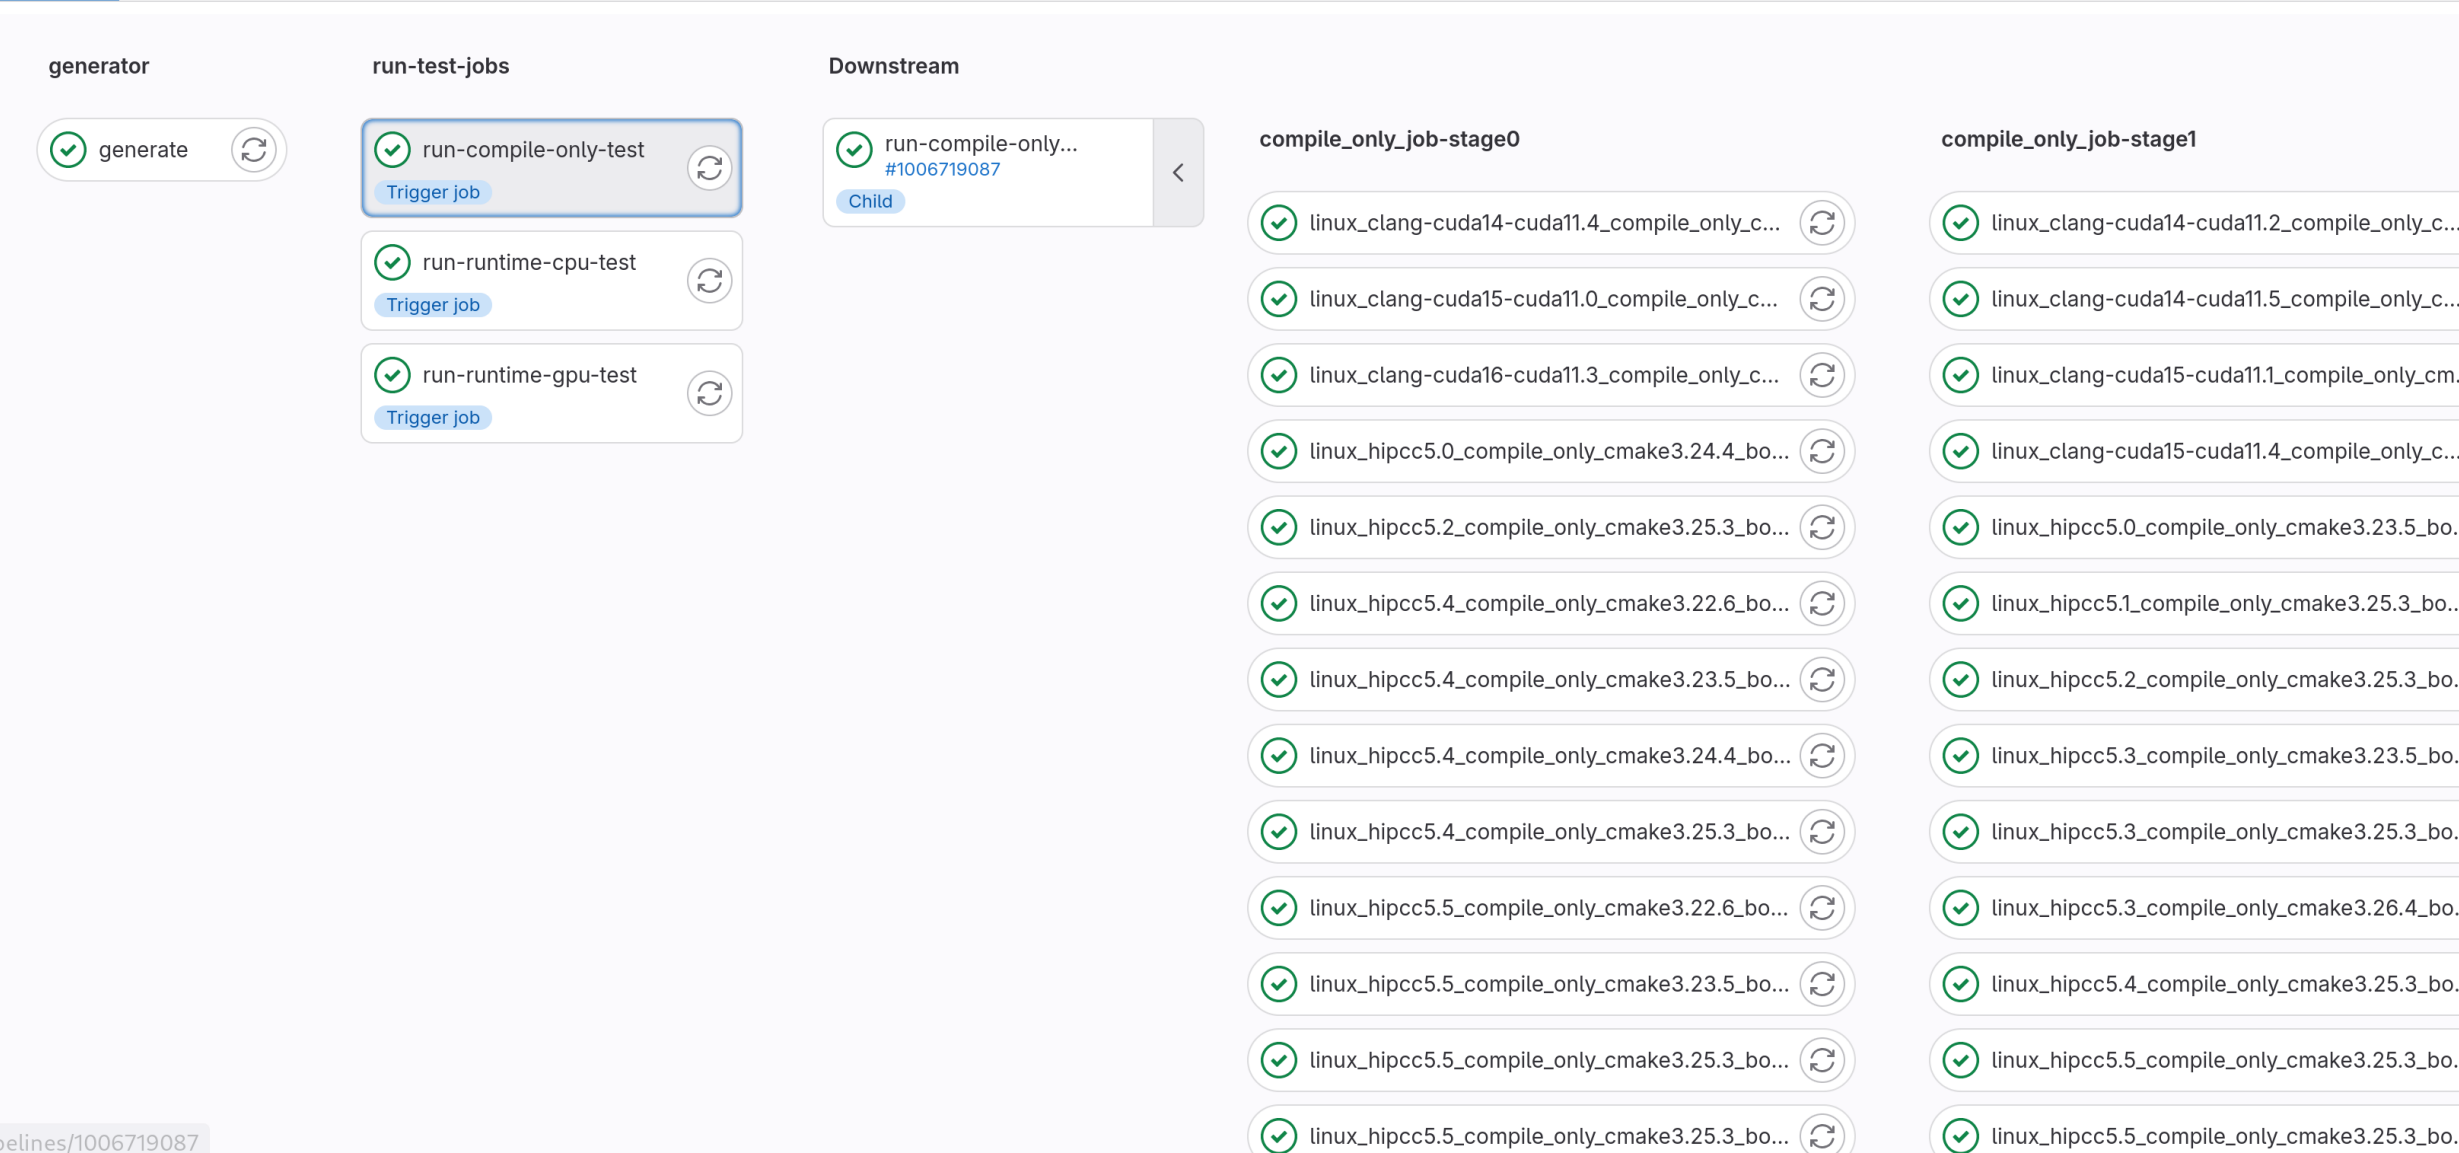 generator
generate
run-test-jobs
run-compile-only-test
Trigger job
run-runtime-cpu-test
Trigger job
run-runtime-gpu-test
Trigger job
Downstream
run-compile-only...
#1006719087
Child
compile_only_job-stage0
linux_clang-cuda14-cuda11.4_compile_only_c...
linux_clang-cuda15-cuda11.0_compile_only_c...
linux_clang-cuda16-cuda11.3_compile_only_c...
linux_hipcc5.0_compile_only_cmake3.24.4_bo...
linux_hipcc5.2_compile_only_cmake3.25.3_bo...
linux_hipcc5.4_compile_only_cmake3.22.6_bo...
linux_hipcc5.4_compile_only_cmake3.23.5_bo...
linux_hipcc5.4_compile_only_cmake3.24.4_bo...
linux_hipcc5.4_compile_only_cmake3.25.3_bo...
linux_hipcc5.5_compile_only_cmake3.22.6_bo...
linux_hipcc5.5_compile_only_cmake3.23.5_bo...
linux_hipcc5.5_compile_only_cmake3.25.3_bo...
linux_hipcc5.5_compile_only_cmake3.25.3_bo...
compile_only_job-stage1
linux_clang-cuda14-cuda11.2_compile_only_c...
linux_clang-cuda14-cuda11.5_compile_only_c...
linux_clang-cuda15-cuda11.1_compile_only_cm.
linux_clang-cuda15-cuda11.4_compile_only_c...
linux_hipcc5.0_compile_only_cmake3.23.5_bo.
linux_hipcc5.1_compile_only_cmake3.25.3_bo..
linux_hipcc5.2_compile_only_cmake3.25.3_bo.
linux_hipcc5.3_compile_only_cmake3.23.5_bo.
linux_hipcc5.3_compile_only_cmake3.25.3_bo.
linux_hipcc5.3_compile_only_cmake3.26.4_bo.
linux_hipcc5.4_compile_only_cmake3.25.3_bo.
linux_hipcc5.5_compile_only_cmake3.25.3_bo.
linux_hipcc5.5_compile_only_cmake3.25.3_bo.
pelines/1006719087